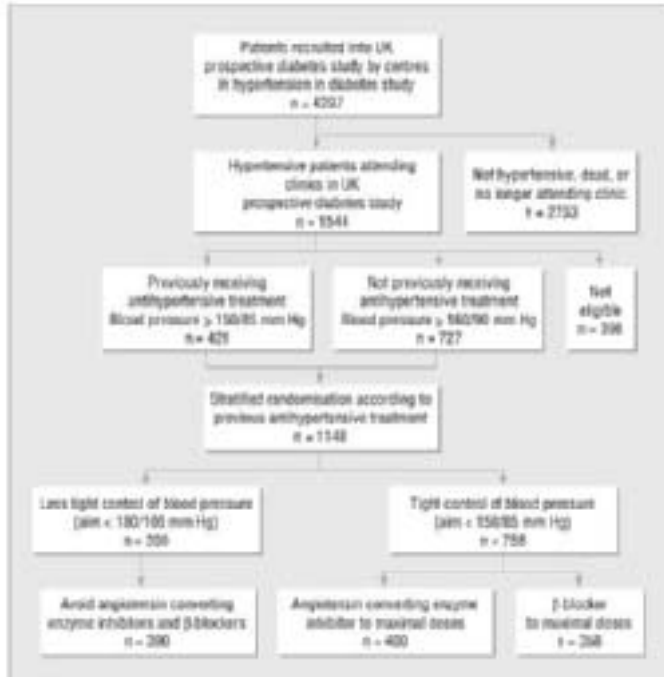 Patients recruited into UK
prospective diabetes study by centres
in hypertension in diabetes study
n = 4297
Hypertensive patients attending
clinics in UK
prospective diabetes study
n = 1544
Not hypertensive, dead, or
no longer attending clinic
n = 2753
Previously receiving
antihypertensive treatment
Blood pressure ≥ 150/85 mm Hg
n = 421
Not previously receiving
antihypertensive treatment
Blood pressure ≥ 160/90 mm Hg
n = 727
Not
eligible
n = 396
Stratified randomisation according to
previous antihypertensive treatment
n = 1148
Less tight control of blood pressure
(aim < 180/105 mm Hg)
n = 390
Tight control of blood pressure
(aim < 150/85 mm Hg)
n = 758
Avoid angiotensin converting
enzyme inhibitors and β-blockers
n = 390
Angiotensin converting enzyme
inhibitor to maximal doses
n = 400
β-blocker
to maximal doses
n = 358